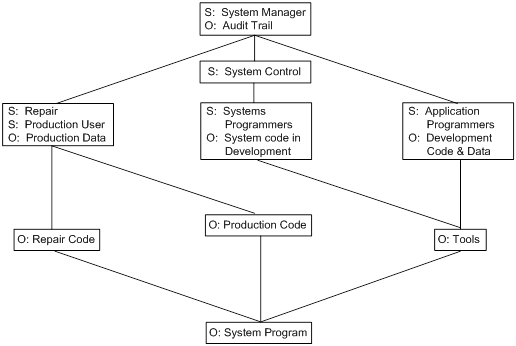 S: System Manager
O: Audit Trail
S: System Control
S: Repair
S: Production User
O: Production Data
S: Systems
Programmers
O: System code in
Development
S: Application
Programmers
O: Development
Code & Data
O: Repair Code
O: Production Code
O: Tools
O: System Program